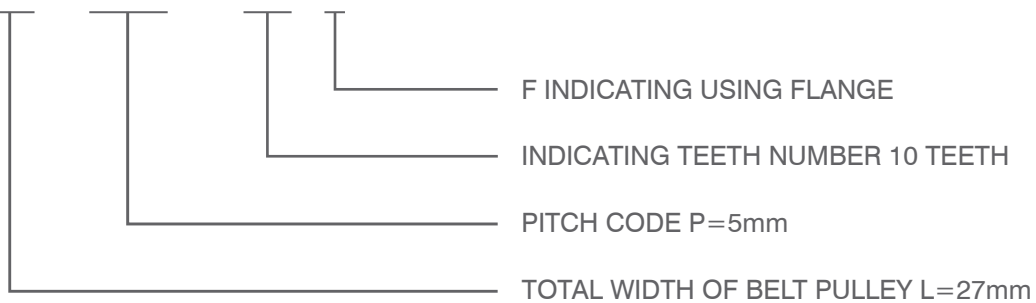 F INDICATING USING FLANGE
INDICATING TEETH NUMBER 10 TEETH
PITCH CODE P=5mm
TOTAL WIDTH OF BELT PULLEY L=27mm